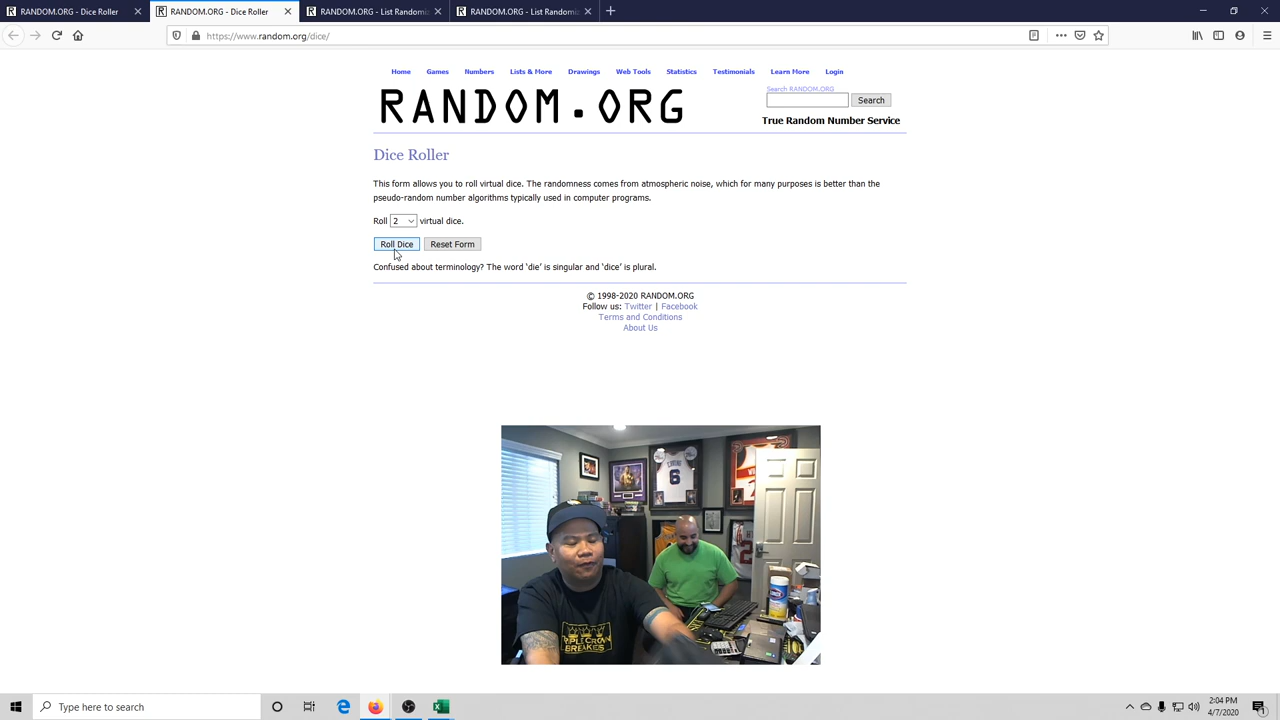 RANDOM.ORG - Dice Roller
RANDOM.ORG - Dice Roller
RANDOM.ORG - List Randomi
RANDOM.ORG - List Randomi
https://www.random.org/dice/
Home Games Numbers Lists & More Drawings Web Tools Statistics Testimonials Learn More Login
RANDOM.ORG
Search RANDOM.ORG
Search
True Random Number Service
Dice Roller
This form allows you to roll virtual dice. The randomness comes from atmospheric noise, which for many purposes is better than the
pseudo-random number algorithms typically used in computer programs.
Roll 2 virtual dice.
Roll Dice Reset Form
Confused about terminology? The word ‘die’ is singular and ‘dice’ is plural.
© 1998-2020 RANDOM.ORG
Follow us: Twitter | Facebook
Terms and Conditions
About Us
6
BREAKES
Type here to search
2:04 PM
4/7/2020